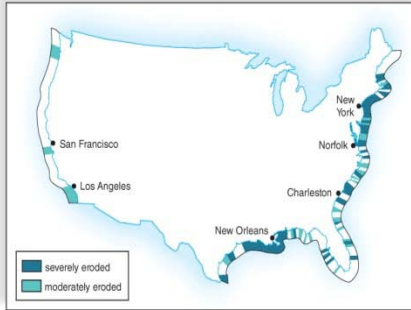 New
York
San Francisco
Norfolk
Los Angeles
Charleston
New Orleans
severely eroded
moderately eroded